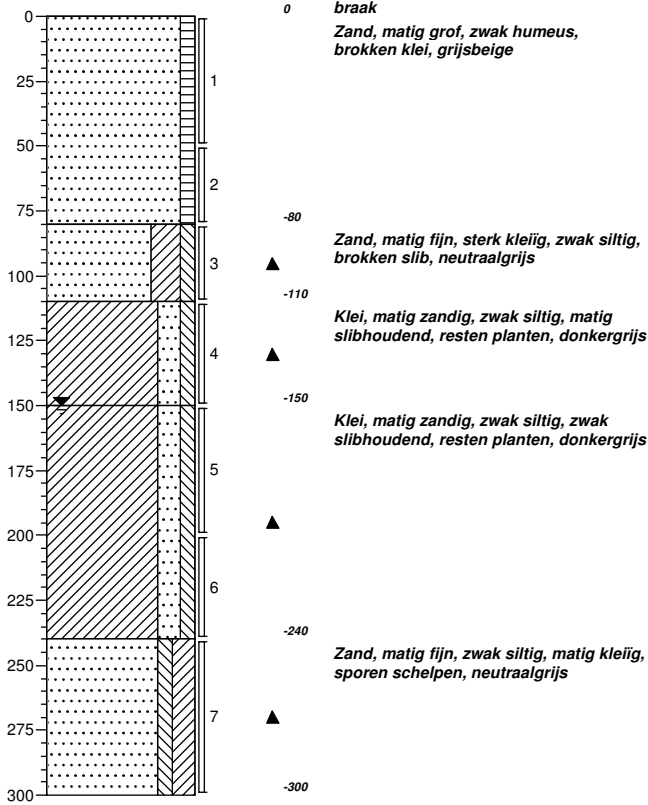 0
25
50
75
100
125
150
175
200
225
250
275
300
1
2
3
4
5
6
7
0 braak
Zand, matig grof, zwak humeus,
brokken klei, grijsbeige
-80
Zand, matig fijn, sterk kleiïg, zwak siltig,
brokken slib, neutraalgrijs
-110
Klei, matig zandig, zwak siltig, matig
slibhoudend, resten planten, donkergrijs
-150
Klei, matig zandig, zwak siltig, zwak
slibhoudend, resten planten, donkergrijs
-240
Zand, matig fijn, zwak siltig, matig kleiïg,
sporen schelpen, neutraalgrijs
-300